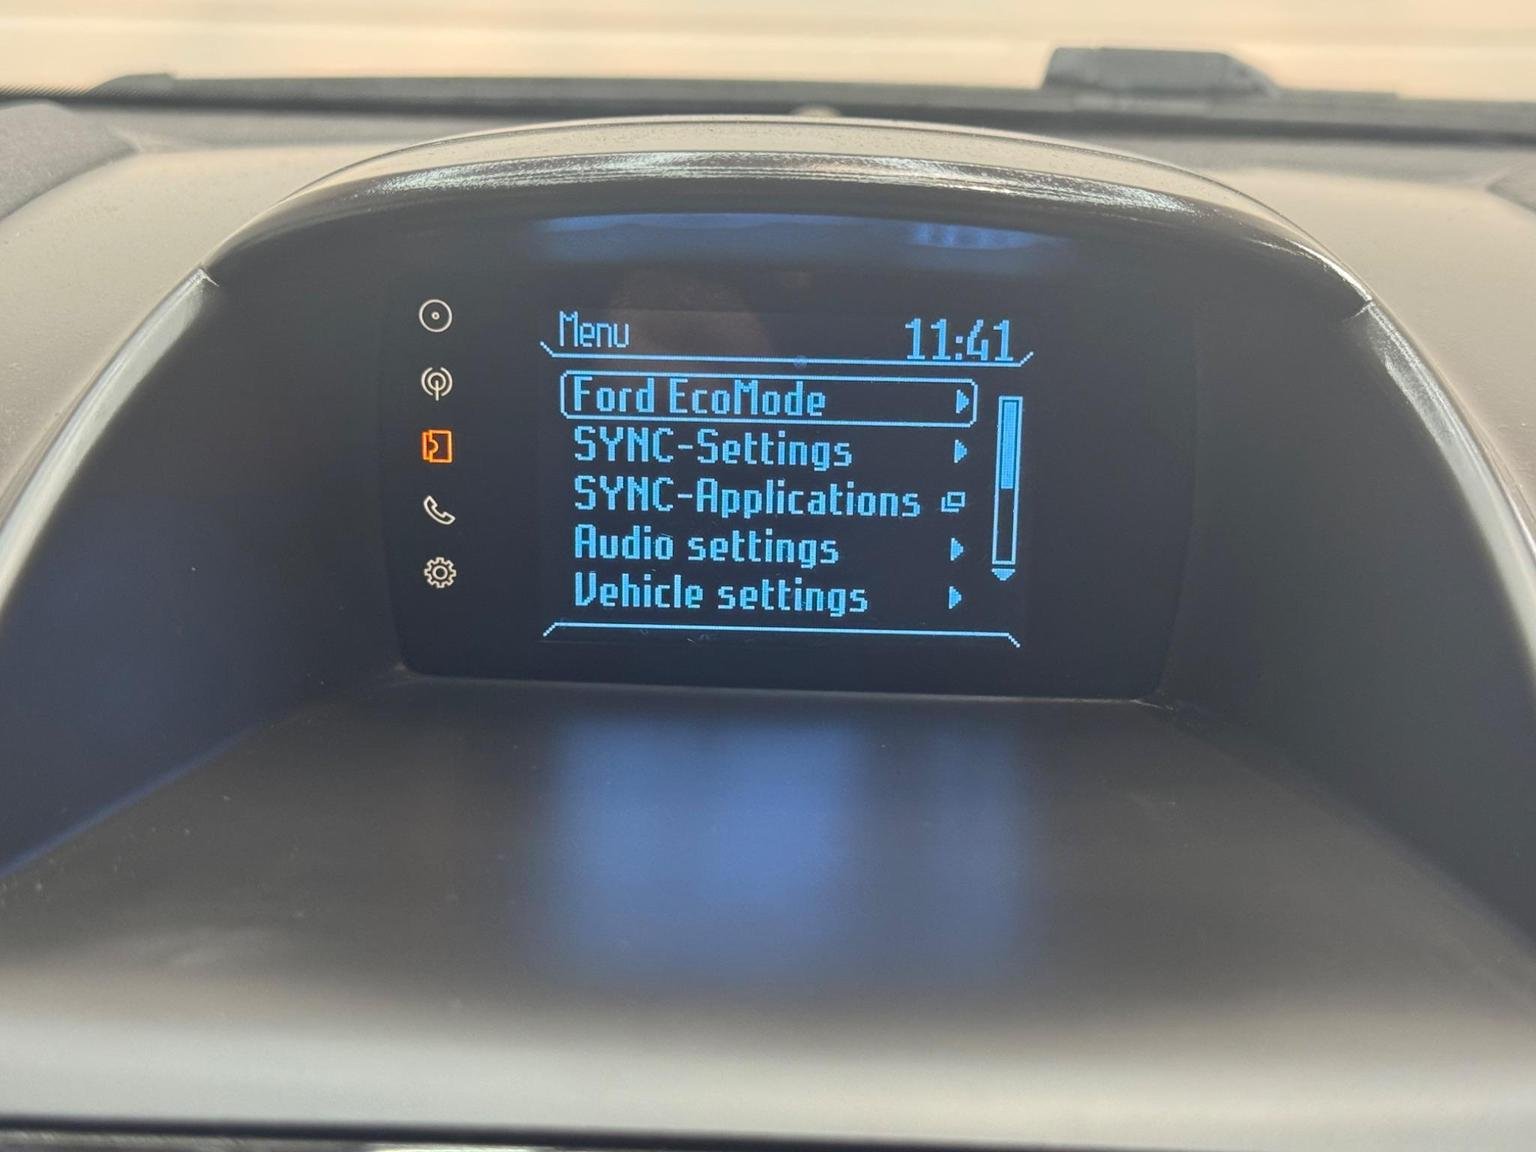 Menu 11:41
Ford EcoMode
SYNC-Settings
SYNC-Applications
Audio settings
Vehicle settings